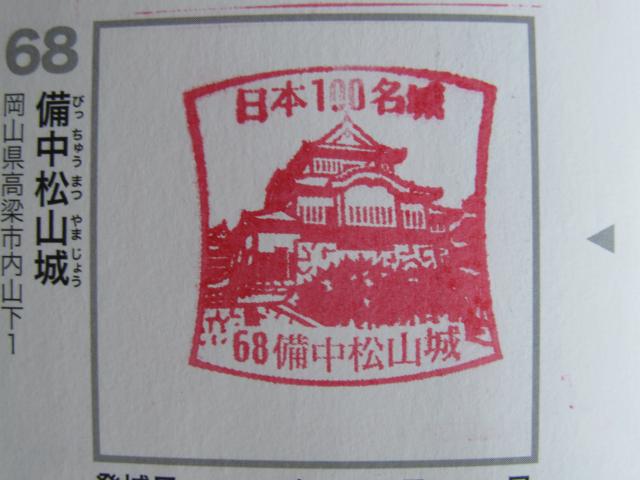 68
備中松山城
びっちゅうまつやまじょう
岡山県高梁市内山下1
日本100名城
68備中松山城